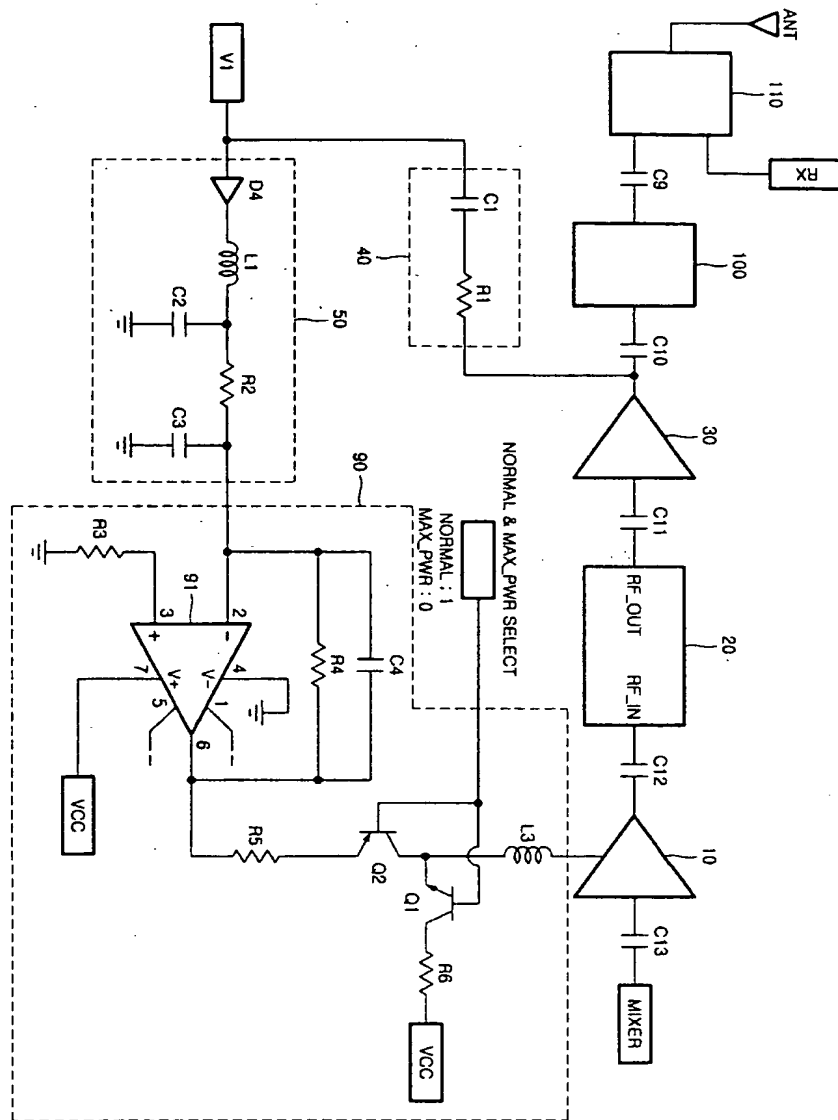 ANT
RX
110
100
30
20
10
C9
C10
C11
RF_OUT
RF_IN
C12
C13
MIXER
C1
R1
40
NORMAL & MAX_PWR SELECT
NORMAL : 1
MAX_PWR : 0
L3
Q1
R6
VCC
Q2
R5
V1
D4
L1
R2
50
C2
C3
90
C4
R4
91
R3
2
-
3
+
4
V-
1
7
V+
5
6
VCC